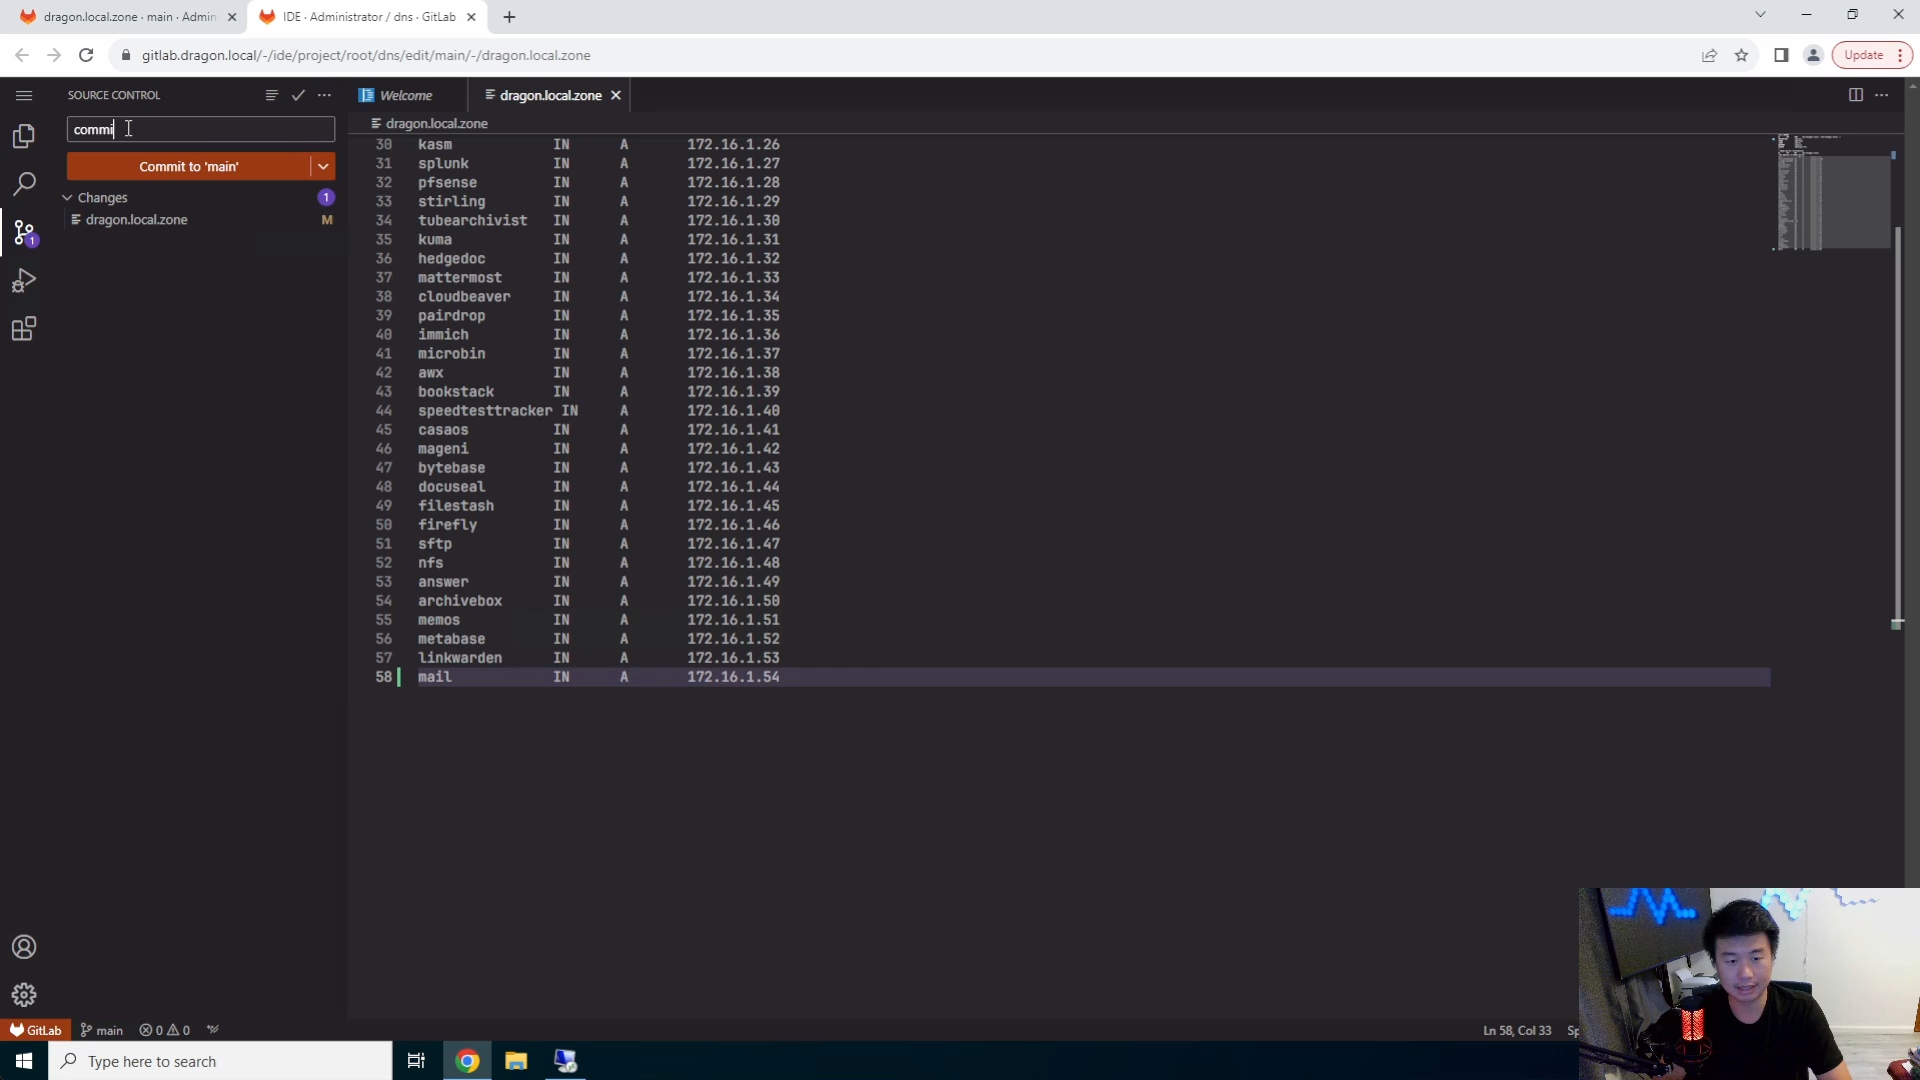 dragon.local.zone · main · Admin
IDE · Administrator / dns · GitLab
gitlab.dragon.local/-/ide/project/root/dns/edit/main/-/dragon.local.zone
Update
SOURCE CONTROL
Welcome
dragon.local.zone
commi
dragon.local.zone
Commit to 'main'
Changes
1
dragon.local.zone
M
1
30 kasm IN A 172.16.1.26
31 splunk IN A 172.16.1.27
32 pfsense IN A 172.16.1.28
33 stirling IN A 172.16.1.29
34 tubearchivist IN A 172.16.1.30
35 kuma IN A 172.16.1.31
36 hedgedoc IN A 172.16.1.32
37 mattermost IN A 172.16.1.33
38 cloudbeaver IN A 172.16.1.34
39 pairdrop IN A 172.16.1.35
40 immich IN A 172.16.1.36
41 microbin IN A 172.16.1.37
42 awx IN A 172.16.1.38
43 bookstack IN A 172.16.1.39
44 speedtesttracker IN A 172.16.1.40
45 casaos IN A 172.16.1.41
46 mageni IN A 172.16.1.42
47 bytebase IN A 172.16.1.43
48 docuseal IN A 172.16.1.44
49 filestash IN A 172.16.1.45
50 firefly IN A 172.16.1.46
51 sftp IN A 172.16.1.47
52 nfs IN A 172.16.1.48
53 answer IN A 172.16.1.49
54 archivebox IN A 172.16.1.50
55 memos IN A 172.16.1.51
56 metabase IN A 172.16.1.52
57 linkwarden IN A 172.16.1.53
58 mail IN A 172.16.1.54
GitLab main 0 0
Ln 58, Col 33 Sp
Type here to search